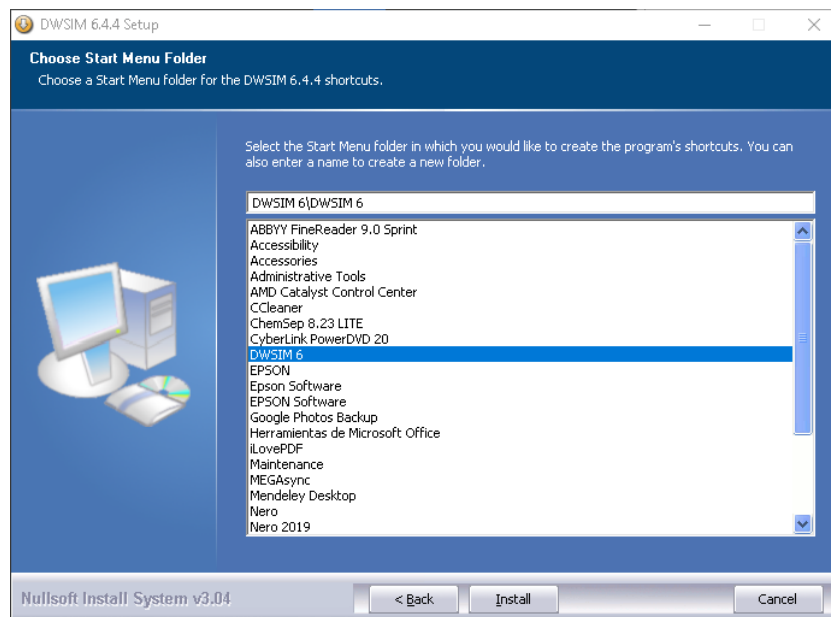 DWSIM 6.4.4 Setup
Choose Start Menu Folder
Choose a Start Menu folder for the DWSIM 6.4.4 shortcuts.
Select the Start Menu folder in which you would like to create the program's shortcuts. You can
also enter a name to create a new folder.
DWSIM 6\DWSIM 6
ABBYY FineReader 9.0 Sprint
Accessibility
Accessories
Administrative Tools
AMD Catalyst Control Center
CCleaner
ChemSep 8.23 LITE
CyberLink PowerDVD 20
DWSIM 6
EPSON
Epson Software
EPSON Software
Google Photos Backup
Herramientas de Microsoft Office
iLovePDF
Maintenance
MEGAsync
Mendeley Desktop
Nero
Nero 2019
Nullsoft Install System v3.04
< Back
Install
Cancel